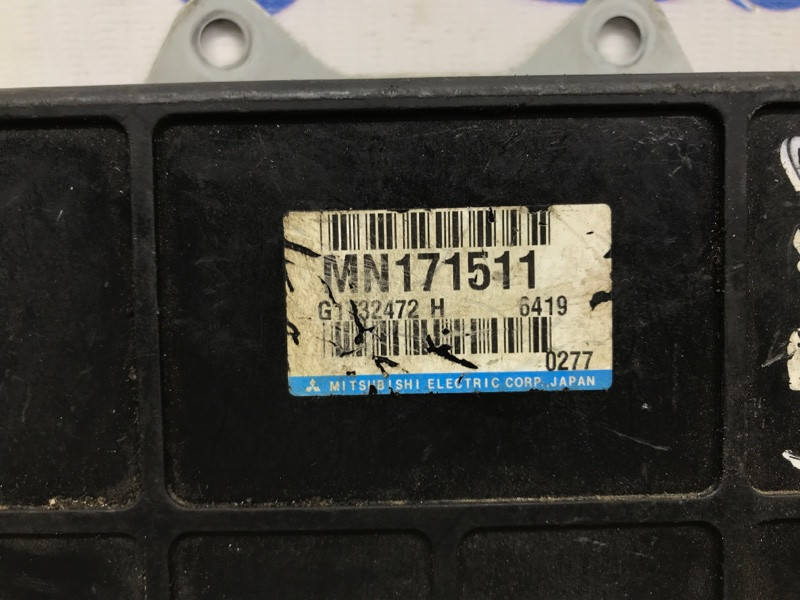 MN171511
H 6419
0277
MITSUBISHI ELECTRIC CORP. JAPAN